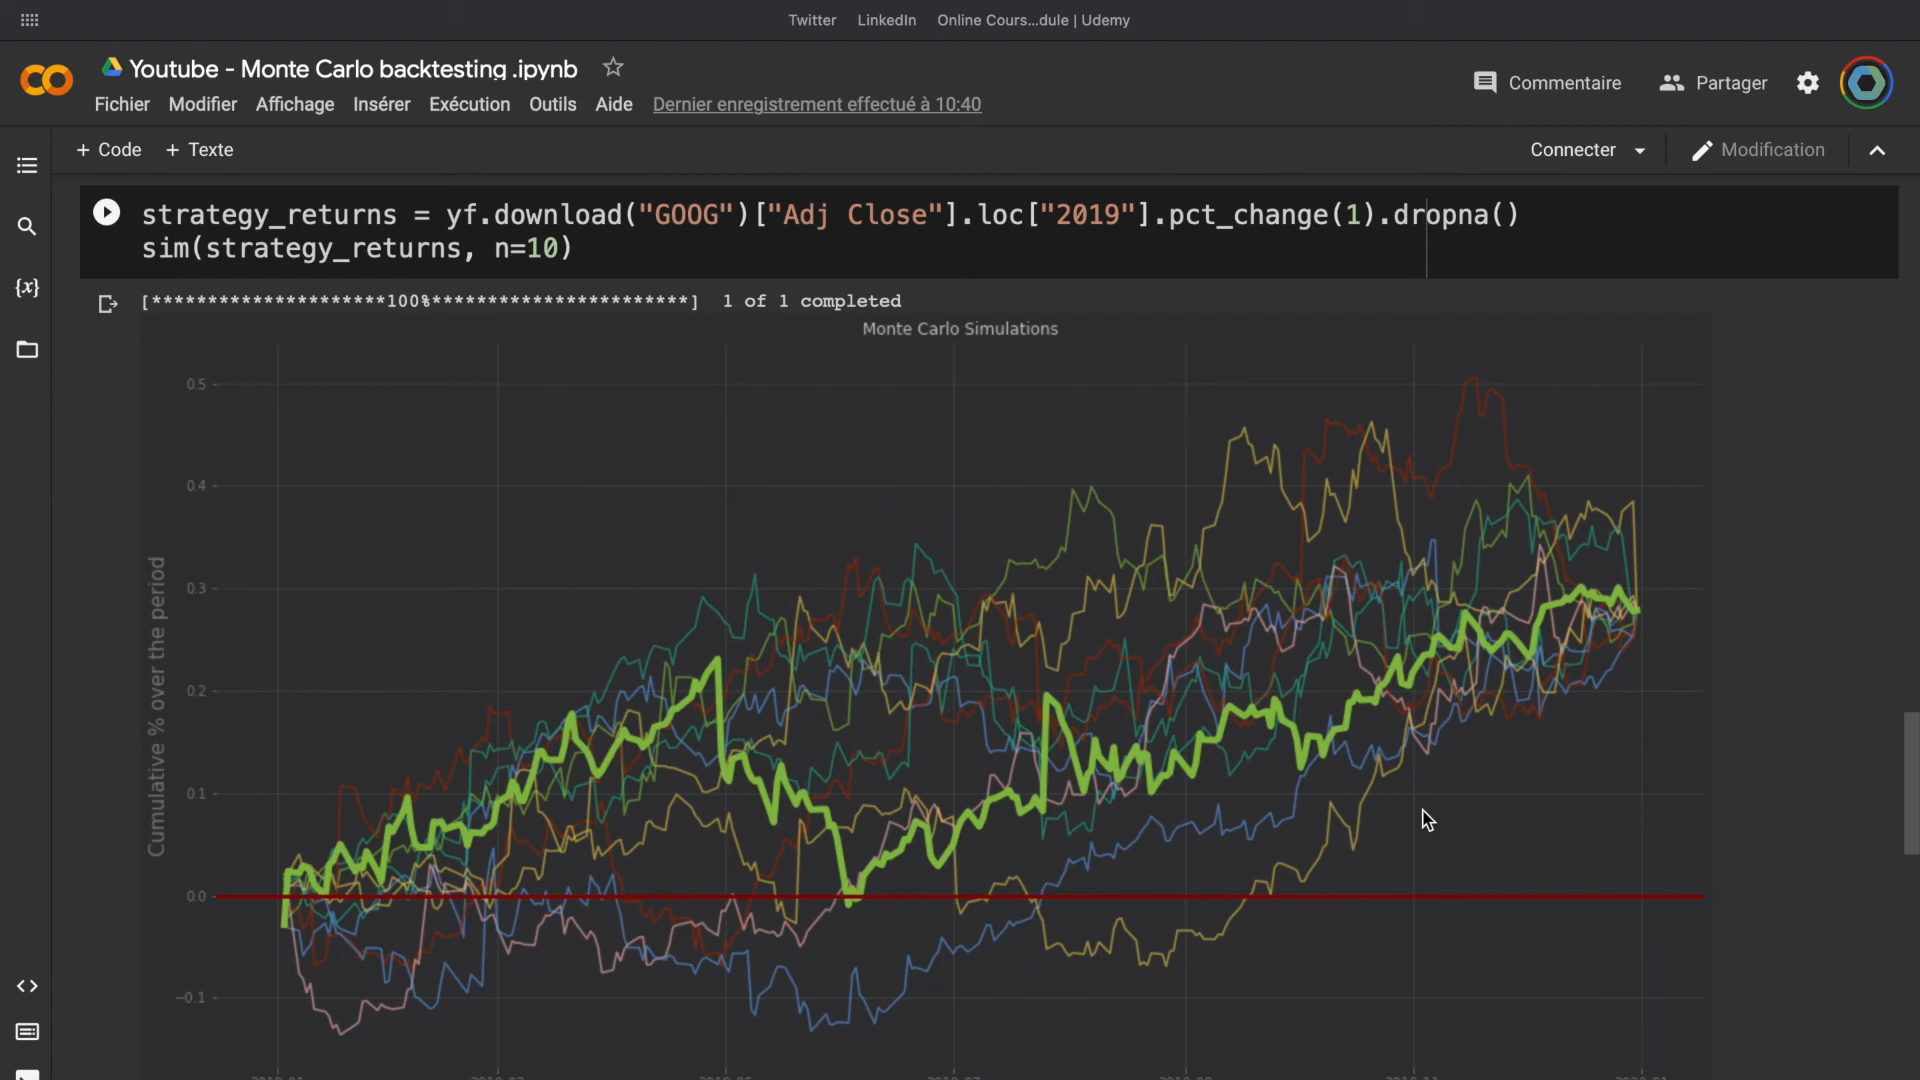 Twitter LinkedIn Online Cours...dule | Udemy
Youtube - Monte Carlo backtesting .ipynb
Commentaire Partager
Fichier Modifier Affichage Insérer Exécution Outils Aide Dernier enregistrement effectué à 10:40
+ Code + Texte Connecter Modification
strategy_returns = yf.download("GOOG")["Adj Close"].loc["2019"].pct_change(1).dropna()
sim(strategy_returns, n=10)
{x}
[*********************100%***********************] 1 of 1 completed
Monte Carlo Simulations
0.5
0.4
0.3
0.2
0.1
0.0
−0.1
Cumulative % over the period